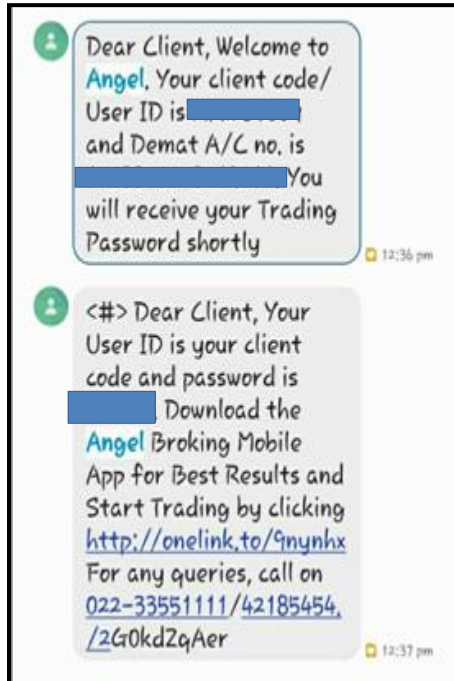 Dear Client, Welcome to
Angel. Your client code/
User ID is
and Demat A/C no. is
You
will receive your Trading
Password shortly
12:36 pm
<#> Dear Client, Your
User ID is your client
code and password is
. Download the
Angel Broking Mobile
App for Best Results and
Start Trading by clicking
http://onelink.to/9nynhx
For any queries, call on
022-33551111/42185454.
/2G0kdZqAer
12:37 pm